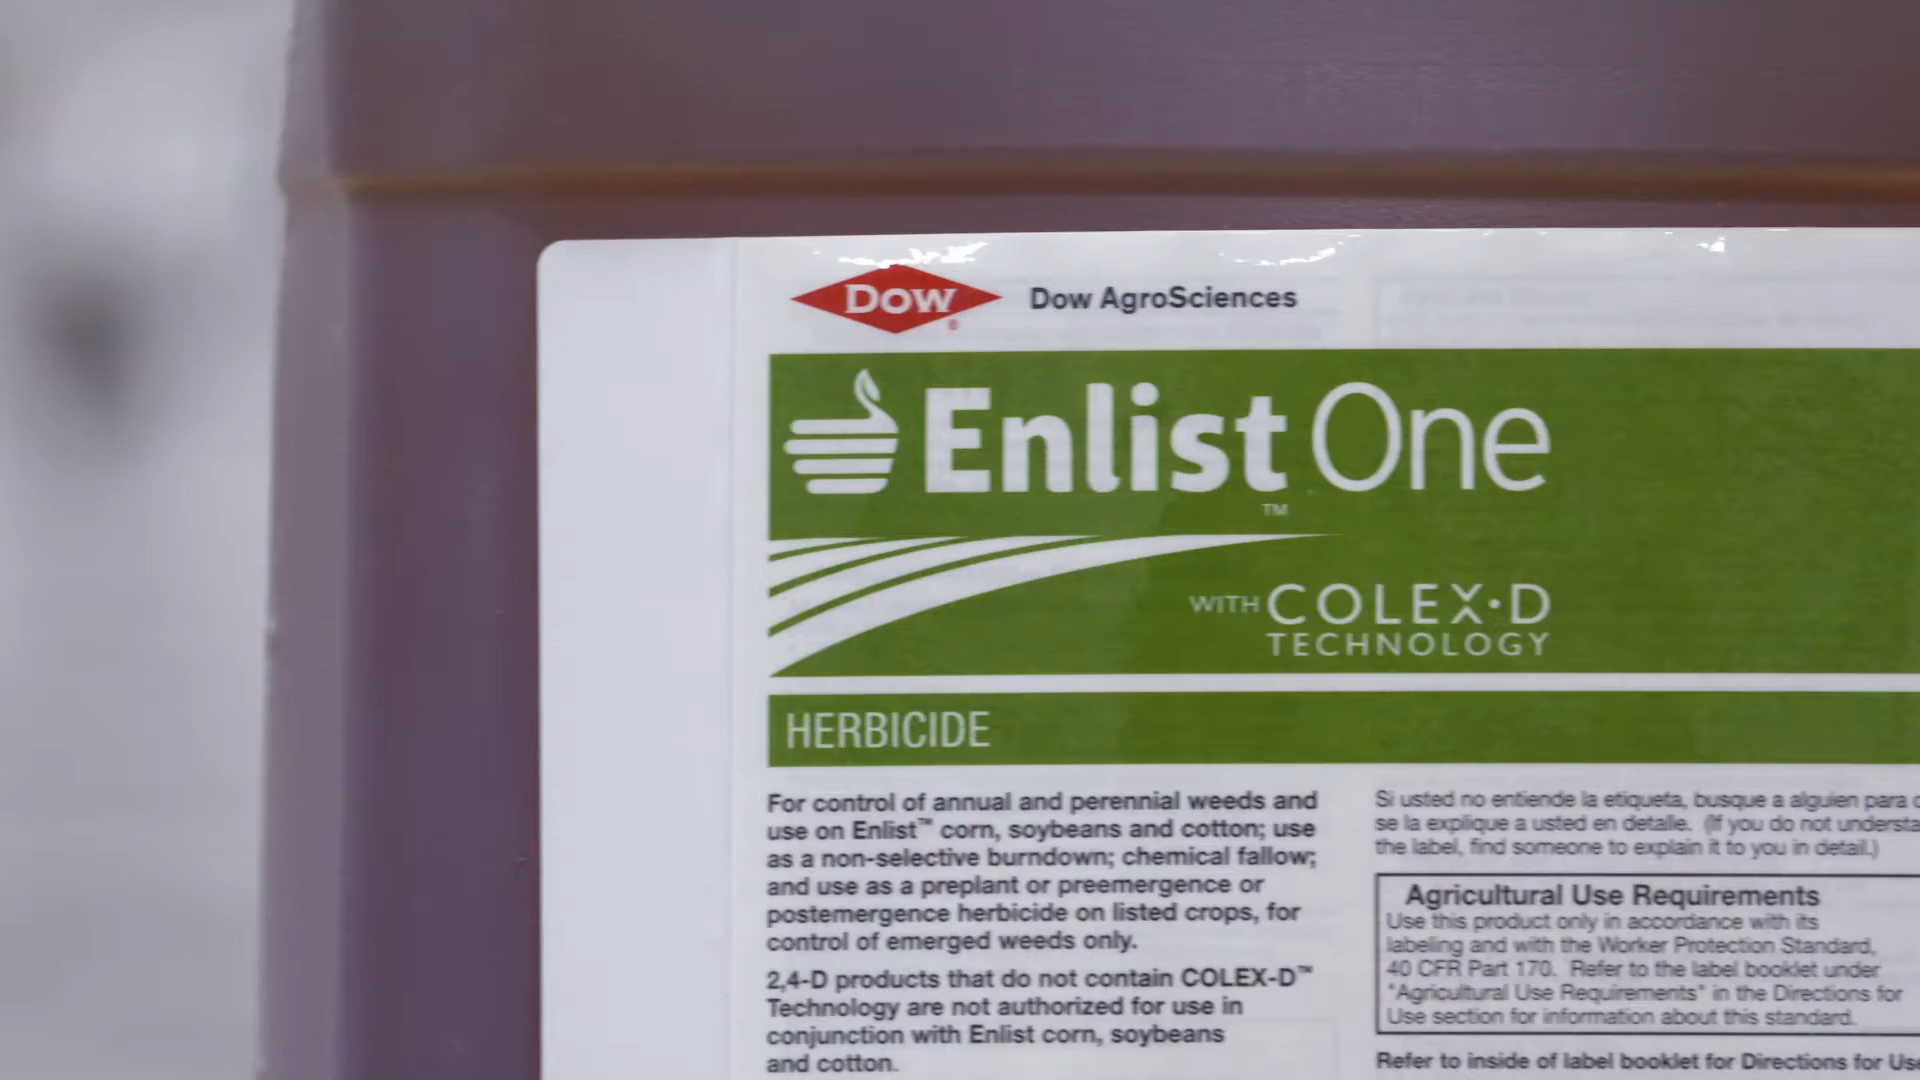 DOW
®
Dow AgroSciences
Enlist One
™
WITH COLEX•D
TECHNOLOGY
HERBICIDE
For control of annual and perennial weeds and
use on Enlist™ corn, soybeans and cotton; use
as a non-selective burndown; chemical fallow;
and use as a preplant or preemergence or
postemergence herbicide on listed crops, for
control of emerged weeds only.
2,4-D products that do not contain COLEX-D™
Technology are not authorized for use in
conjunction with Enlist corn, soybeans
and cotton.
Si usted no entiende la etiqueta, busque a alguien para
se la explique a usted en detalle. (If you do not
the label, find someone to explain it to you in detail.)
Agricultural Use Requirements
Use this product only in accordance with its
labeling and with the Worker Protection Standard,
40 CFR Part 170. Refer to the label booklet under
"Agricultural Use Requirements" in the Directions for
Use section for information about this standard.
Refer to inside of label booklet for Directions for